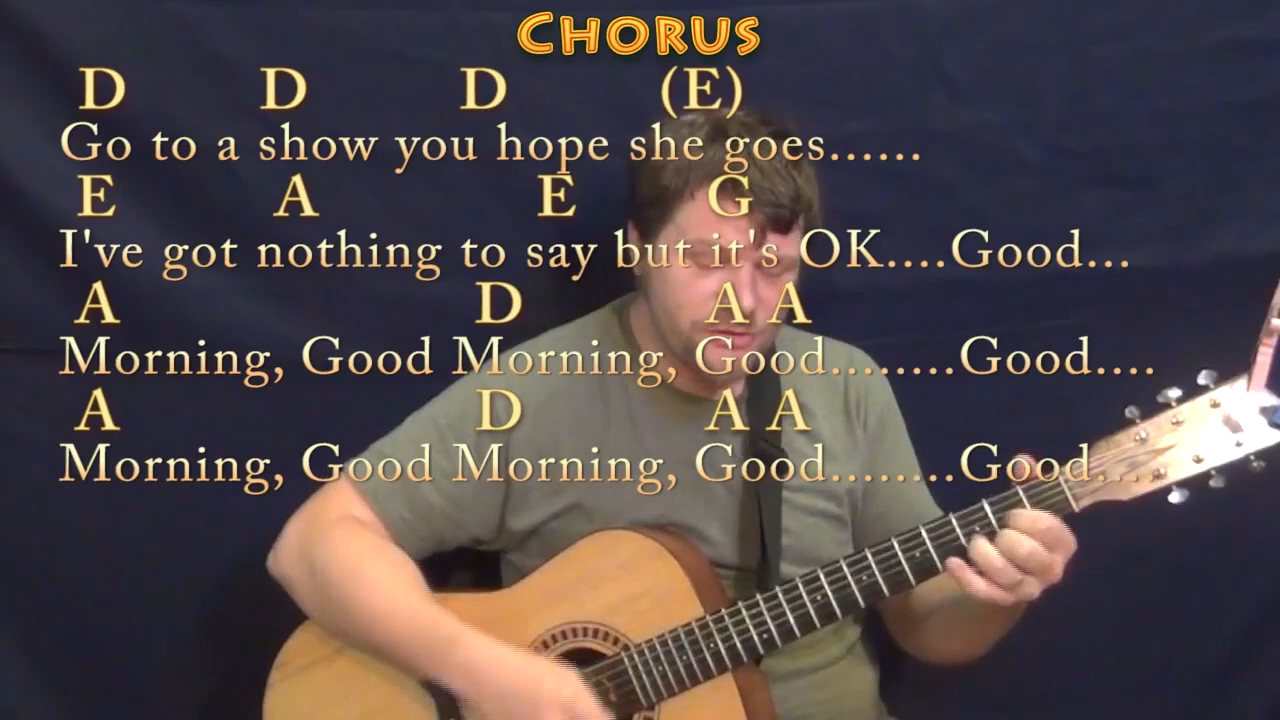 CHORUS
D D D (E)
Go to a show you hope she goes......
E A E G
I've got nothing to say but it's OK....Good...
A D A A
Morning, Good Morning, Good........Good....
A D A A
Morning, Good Morning, Good........Good....